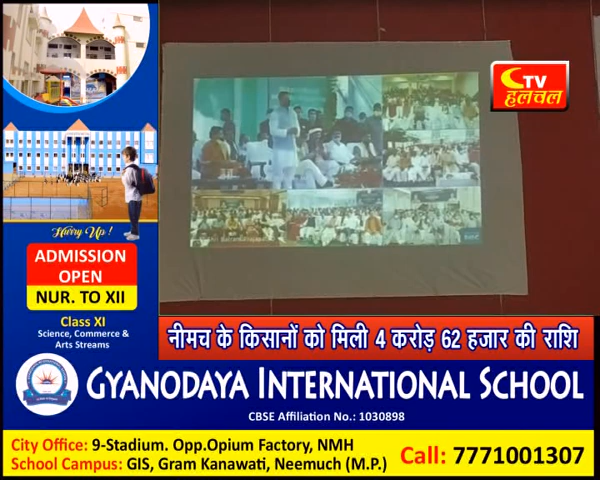 TV
हलचल
Hurry Up !
ADMISSION
OPEN
NUR. TO XII
Class XI
Science, Commerce &
Arts Streams
नीमच के किसानों को मिली 4 करोड़ 62 हजार की राशि
GYANODAYA INTERNATIONAL SCHOOL
CBSE Affiliation No.: 1030898
City Office: 9-Stadium. Opp.Opium Factory, NMH
School Campus: GIS, Gram Kanawati, Neemuch (M.P.)
Call: 7771001307